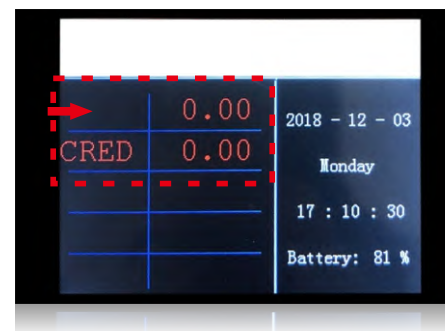 0.00
2018 - 12 - 03
CRED 0.00
Monday
17 : 10 : 30
Battery: 81 %